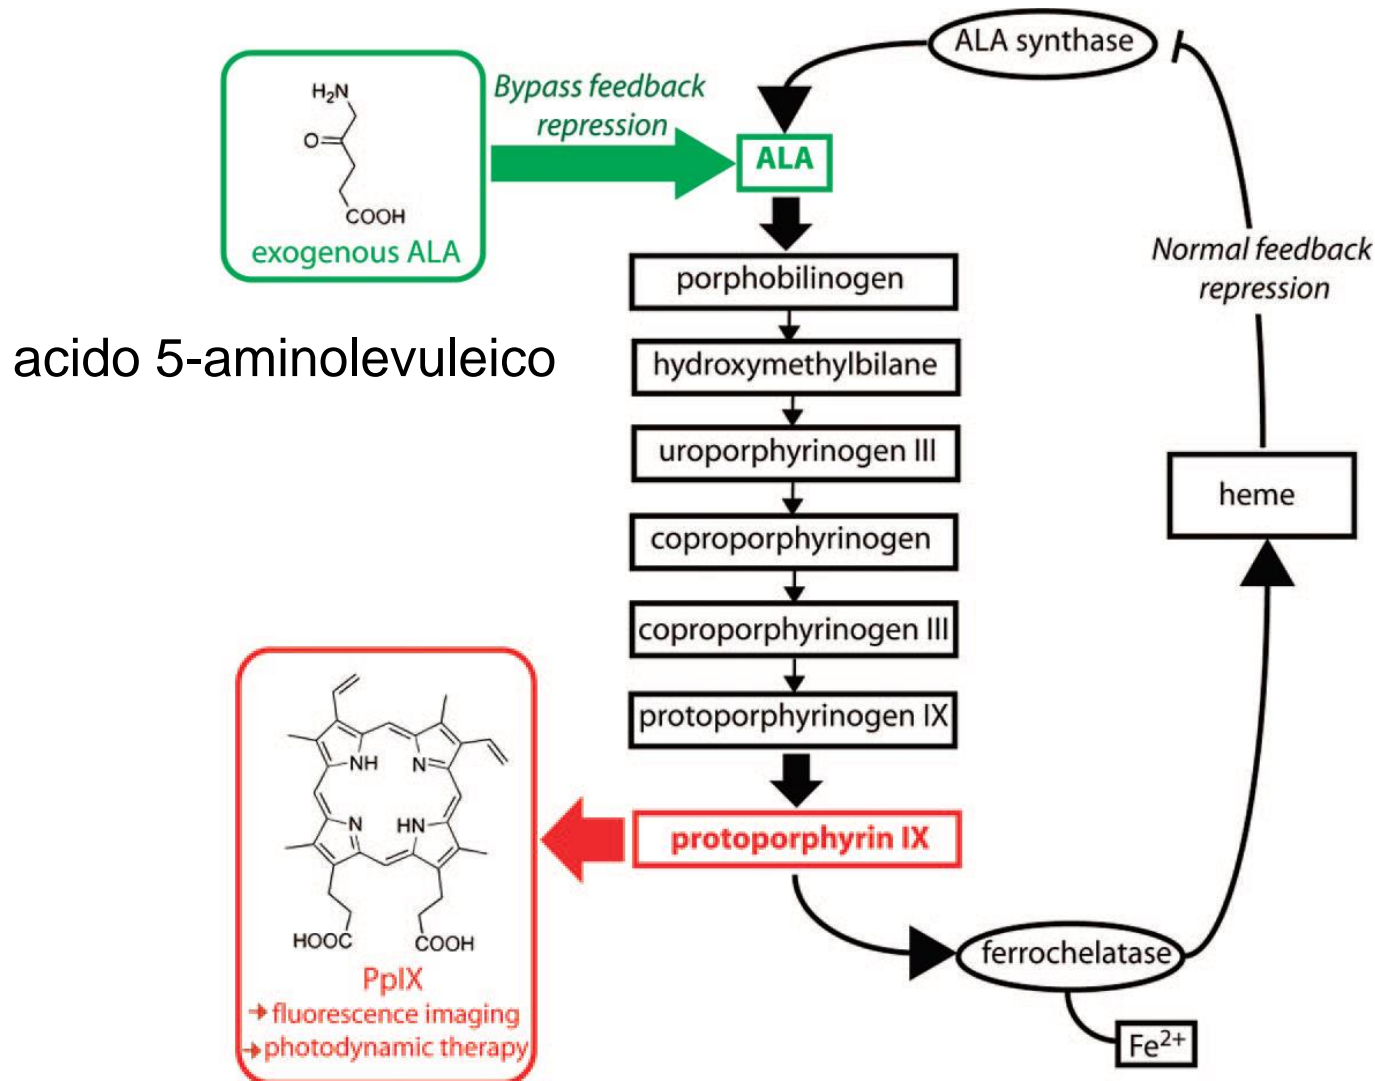 ALA synthase
H₂N
O
COOH
exogenous ALA
Bypass feedback
repression
ALA
porphobilinogen
Normal feedback
repression
acido 5-aminolevuleico
hydroxymethylbilane
uroporphyrinogen III
heme
coproporphyrinogen
coproporphyrinogen III
protoporphyrinogen IX
NH
N
N
HN
HOOC
COOH
PpIX
fluorescence imaging
photodynamic therapy
protoporphyrin IX
ferrochelatase
Fe²⁺